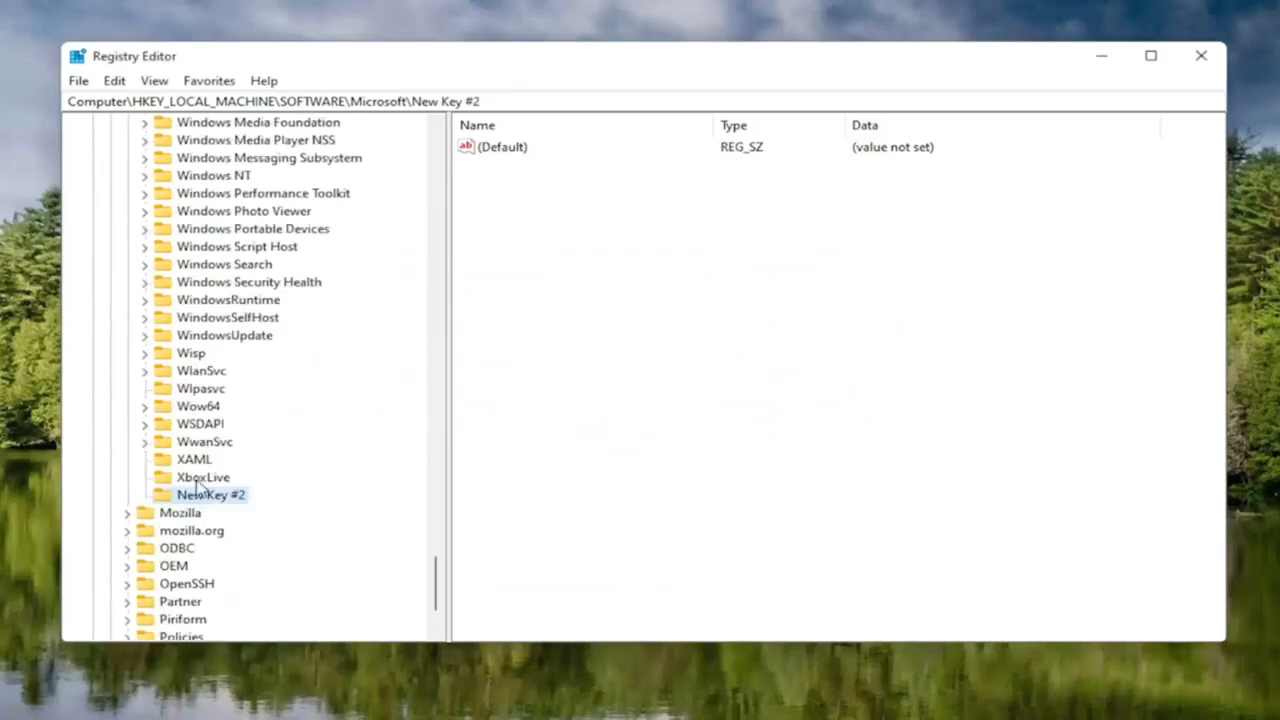 Registry Editor
File Edit View Favorites Help
Computer\HKEY_LOCAL_MACHINE\SOFTWARE\Microsoft\New Key #2
Name Type Data
ab (Default) REG_SZ (value not set)
Windows Media Foundation
Windows Media Player NSS
Windows Messaging Subsystem
Windows NT
Windows Performance Toolkit
Windows Photo Viewer
Windows Portable Devices
Windows Script Host
Windows Search
Windows Security Health
WindowsRuntime
WindowsSelfHost
WindowsUpdate
Wisp
WlanSvc
Wlpasvc
Wow64
WSDAPI
WwanSvc
XAML
XboxLive
New Key #2
Mozilla
mozilla.org
ODBC
OEM
OpenSSH
Partner
Piriform
Policies